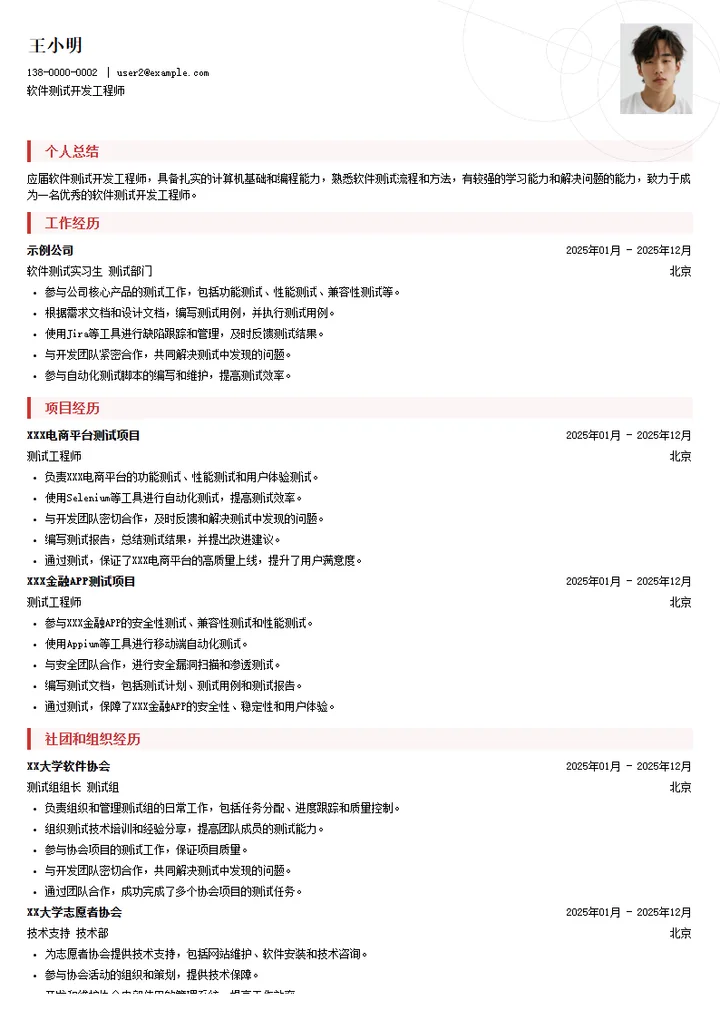 王小明
138-0000-0002 | user2@example.com
软件测试开发工程师
个人总结
应届软件测试开发工程师，具备扎实的计算机基础和编程能力，熟悉软件测试流程和方法，有较强的学习能力和解决问题的能力，致力于成
为一名优秀的软件测试开发工程师。
工作经历
示例公司 2025年01月 - 2025年12月
软件测试实习生 测试部门 北京
• 参与公司核心产品的测试工作，包括功能测试、性能测试、兼容性测试等。
• 根据需求文档和设计文档，编写测试用例，并执行测试用例。
• 使用Jira等工具进行缺陷跟踪和管理，及时反馈测试结果。
• 与开发团队紧密合作，共同解决测试中发现的问题。
• 参与自动化测试脚本的编写和维护，提高测试效率。
项目经历
XXX电商平台测试项目 2025年01月 - 2025年12月
测试工程师 北京
• 负责XXX电商平台的功能测试、性能测试和用户体验测试。
• 使用Selenium等工具进行自动化测试，提高测试效率。
• 与开发团队密切合作，及时反馈和解决测试中发现的问题。
• 编写测试报告，总结测试结果，并提出改进建议。
• 通过测试，保证了XXX电商平台的高质量上线，提升了用户满意度。
XXX金融APP测试项目 2025年01月 - 2025年12月
测试工程师 北京
• 参与XXX金融APP的安全性测试、兼容性测试和性能测试。
• 使用Appium等工具进行移动端自动化测试。
• 与安全团队合作，进行安全漏洞扫描和渗透测试。
• 编写测试文档，包括测试计划、测试用例和测试报告。
• 通过测试，保障了XXX金融APP的安全性、稳定性和用户体验。
社团和组织经历
XX大学软件协会 2025年01月 - 2025年12月
测试组组长 测试组 北京
• 负责组织和管理测试组的日常工作，包括任务分配、进度跟踪和质量控制。
• 组织测试技术培训和经验分享，提高团队成员的测试能力。
• 参与协会项目的测试工作，保证项目质量。
• 与开发团队密切合作，共同解决测试中发现的问题。
• 通过团队合作，成功完成了多个协会项目的测试任务。
XX大学志愿者协会 2025年01月 - 2025年12月
技术支持 技术部 北京
• 为志愿者协会提供技术支持，包括网站维护、软件安装和技术咨询。
• 参与协会活动的组织和策划，提供技术保障。